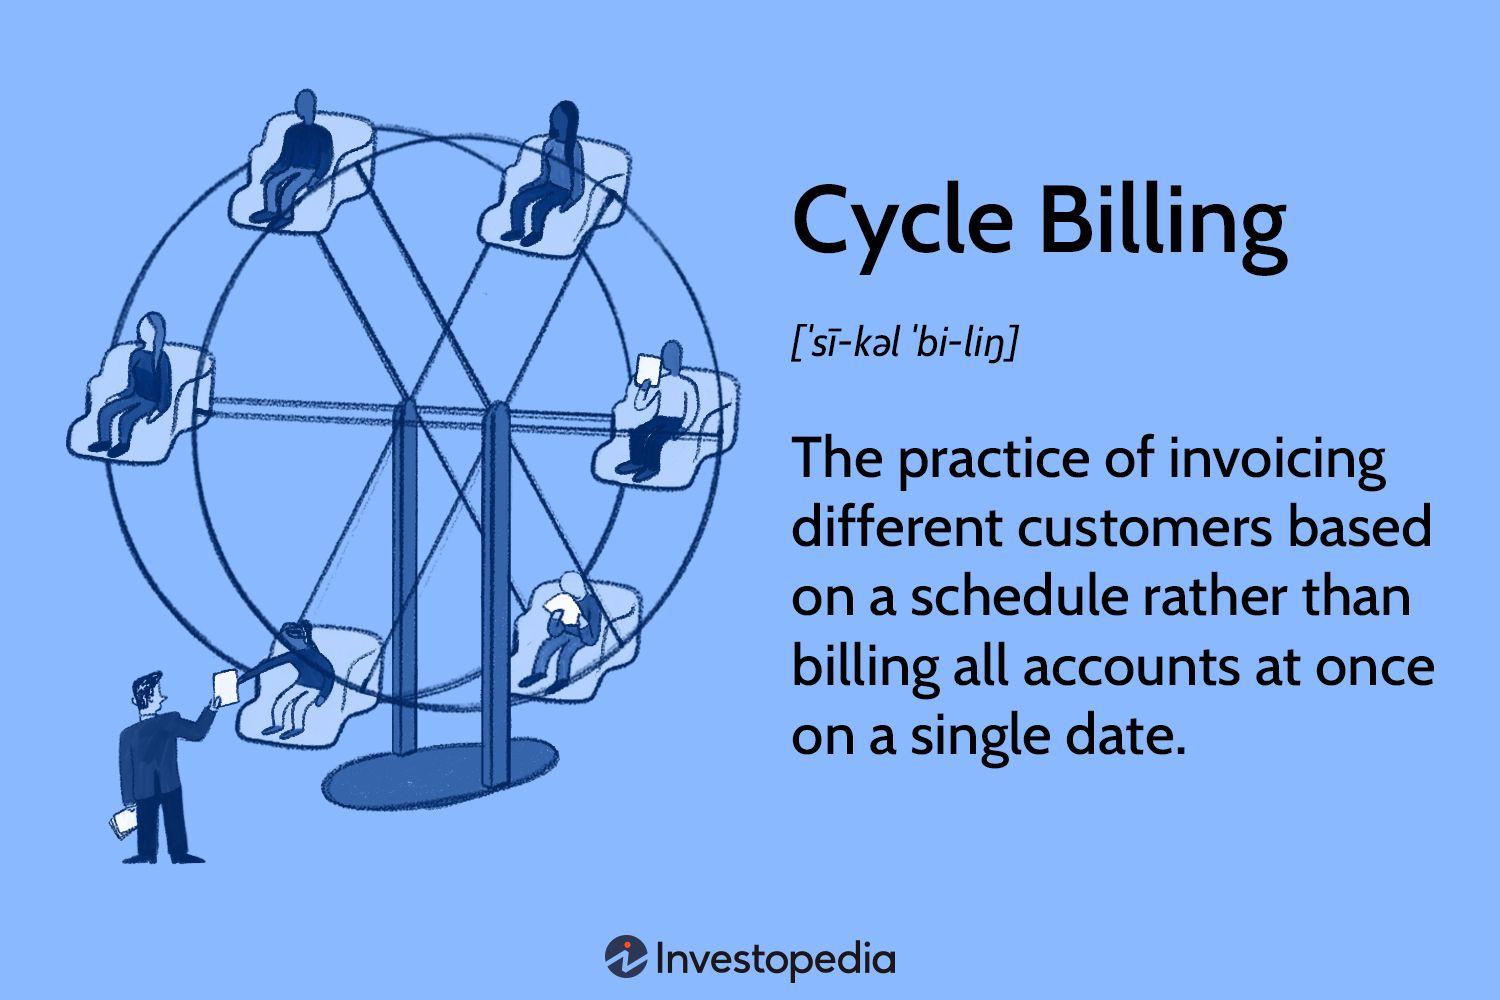 Cycle Billing
[ˈsī-kəl ˈbi-liŋ]
The practice of invoicing
different customers based
on a schedule rather than
billing all accounts at once
on a single date.
Investopedia